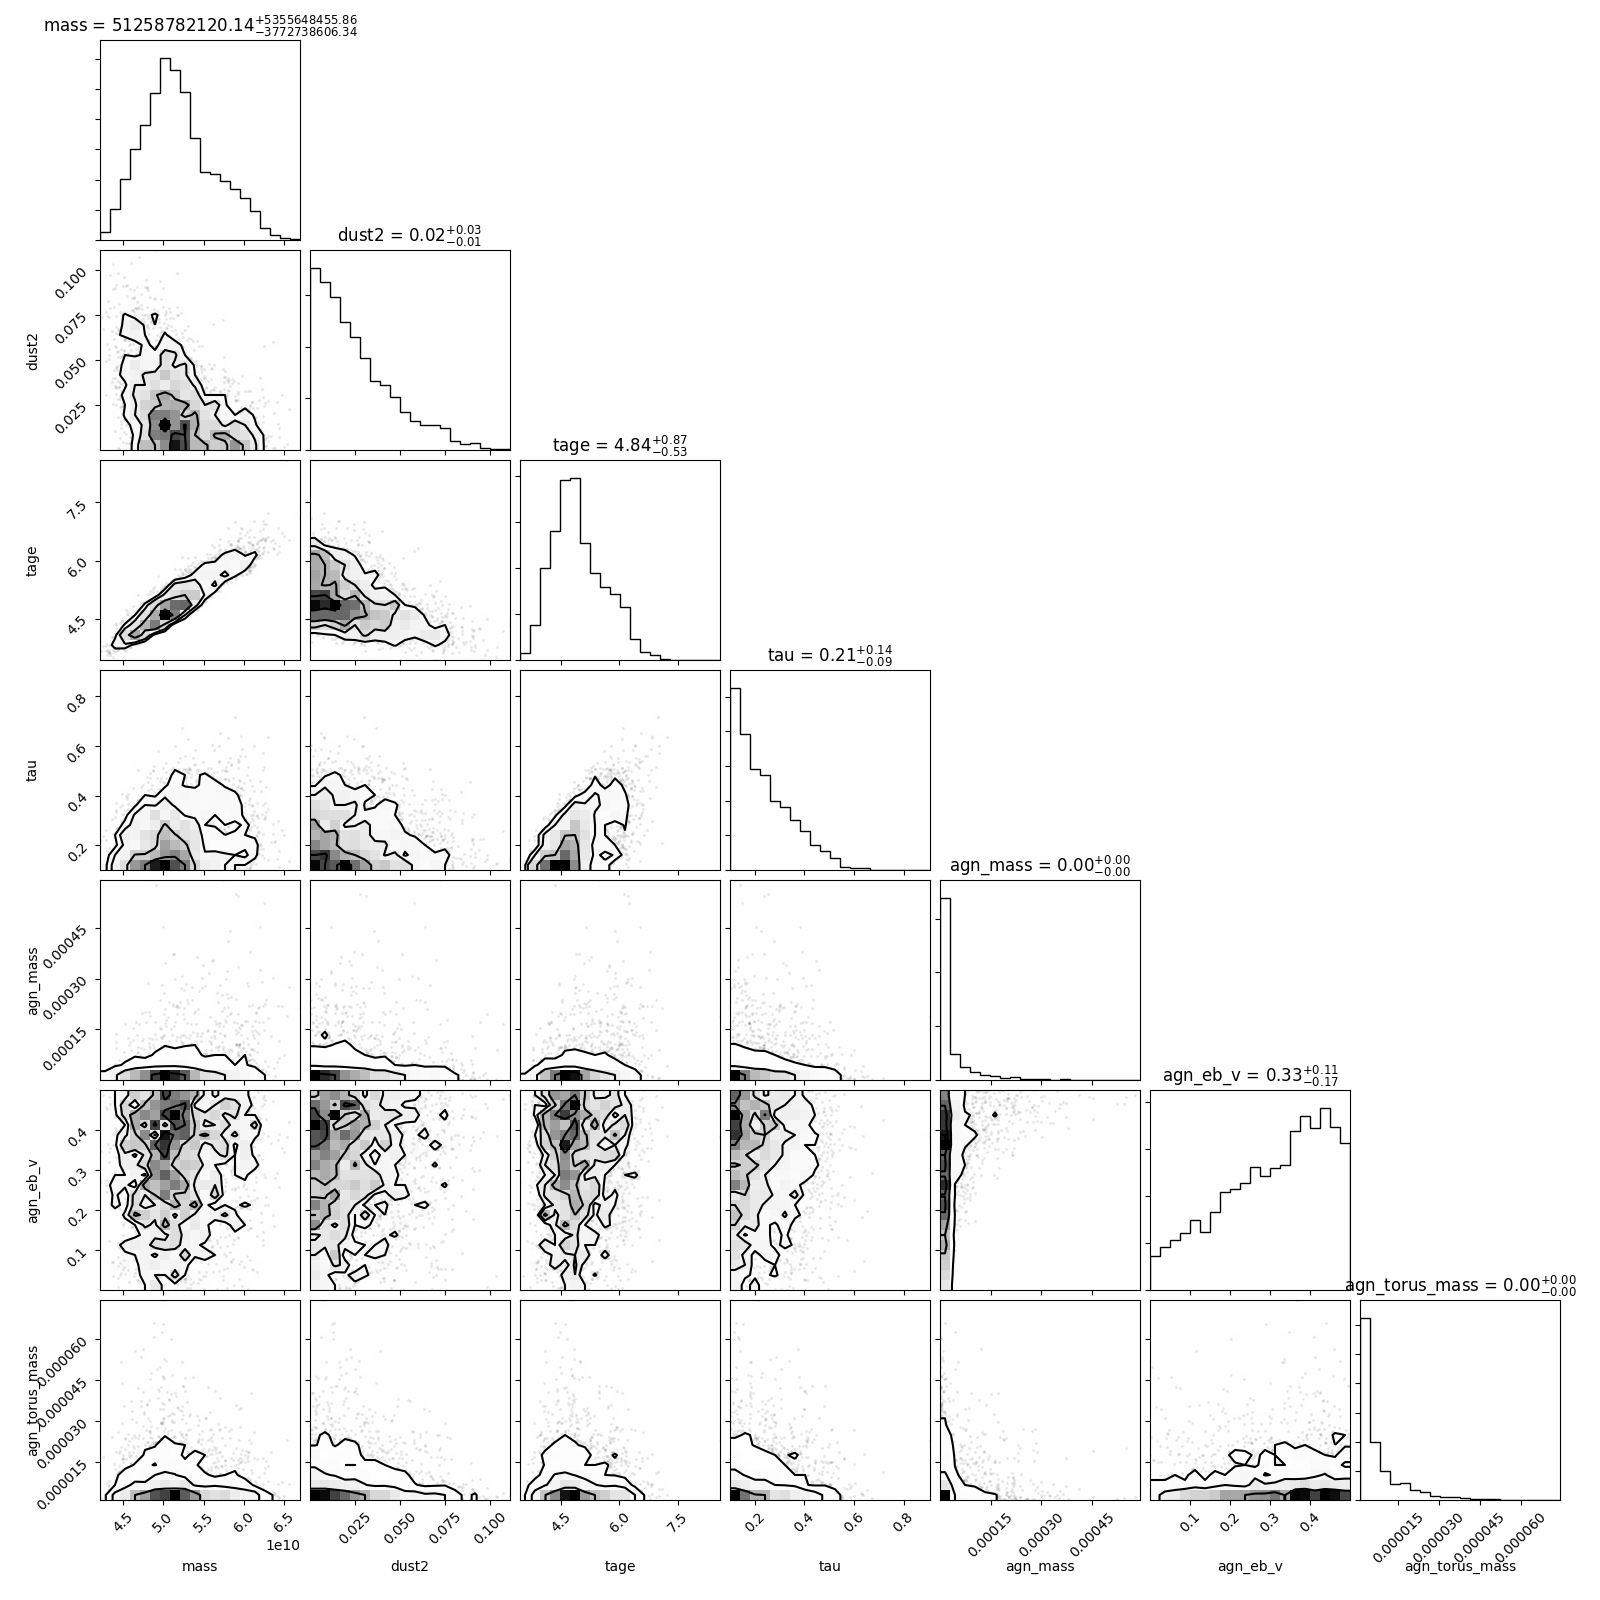 mass = 51258782120.14+5355648455.86−3772738606.34
dust2 = 0.02+0.03−0.01
0.100
0.075
0.050
0.025
dust2
tage = 4.84+0.87−0.53
7.5
6.0
4.5
tage
tau = 0.21+0.14−0.09
0.8
0.6
0.4
0.2
tau
agn_mass = 0.00+0.00−0.00
0.00045
0.00030
0.00015
agn_mass
agn_eb_v = 0.33+0.11−0.17
0.4
0.3
0.2
0.1
agn_eb_v
agn_torus_mass = 0.00+0.00−0.00
0.000060
0.000045
0.000030
0.000015
agn_torus_mass
4.5 5.0 5.5 6.0 6.5 0.025 0.050 0.075 0.100 4.5 6.0 7.5 0.2 0.4 0.6 0.8 0.00015 0.00030 0.00045 0.1 0.2 0.3 0.4 0.000015 0.000030 0.000045 0.000060
1e10
mass dust2 tage tau agn_mass agn_eb_v agn_torus_mass